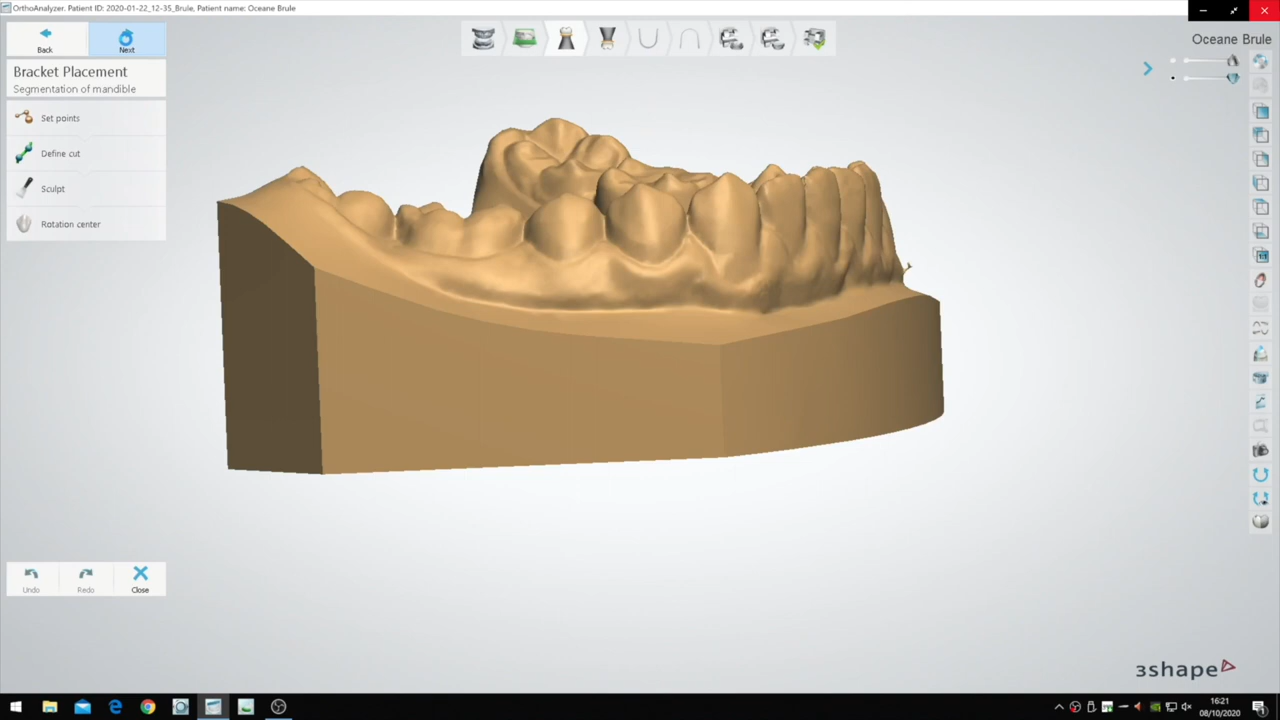 OrthoAnalyzer. Patient ID: 2020-01-22_12-35_Brule, Patient name: Oceane Brule
Back
Next
Oceane Brule
Bracket Placement
Segmentation of mandible
Set points
Define cut
Sculpt
Rotation center
Undo
Redo
Close
3shape
16:21
08/10/2020